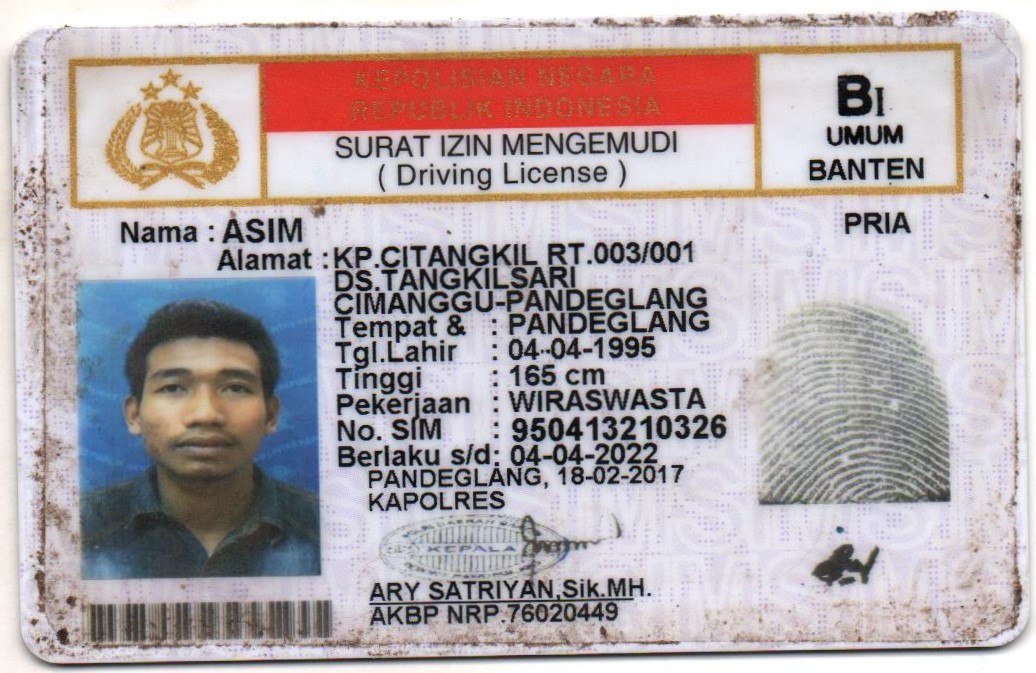 KEPOLISIAN NEGARA
REPUBLIK INDONESIA
SURAT IZIN MENGEMUDI
( Driving License )
BI
UMUM
BANTEN
PRIA
Nama : ASIM
Alamat : KP.CITANGKIL RT.003/001
DS.TANGKILSARI
CIMANGGU-PANDEGLANG
Tempat & : PANDEGLANG
Tgl.Lahir : 04-04-1995
Tinggi : 165 cm
Pekerjaan : WIRASWASTA
No. SIM : 950413210326
Berlaku s/d: 04-04-2022
PANDEGLANG, 18-02-2017
KAPOLRES
KEPALA
ARY SATRIYAN,Sik.MH.
AKBP NRP.76020449